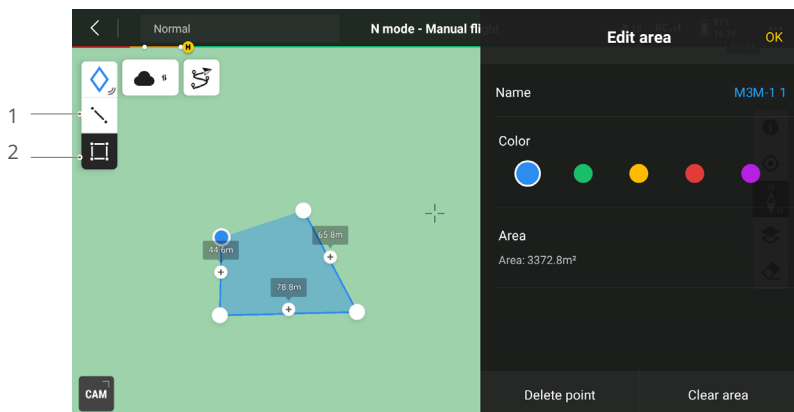 Normal
N mode - Manual flight
Edit area
OK
H
Name
M3M-1 1
1
2
Color
65.8m
44.6m
78.8m
Area
Area: 3372.8m²
CAM
Delete point
Clear area